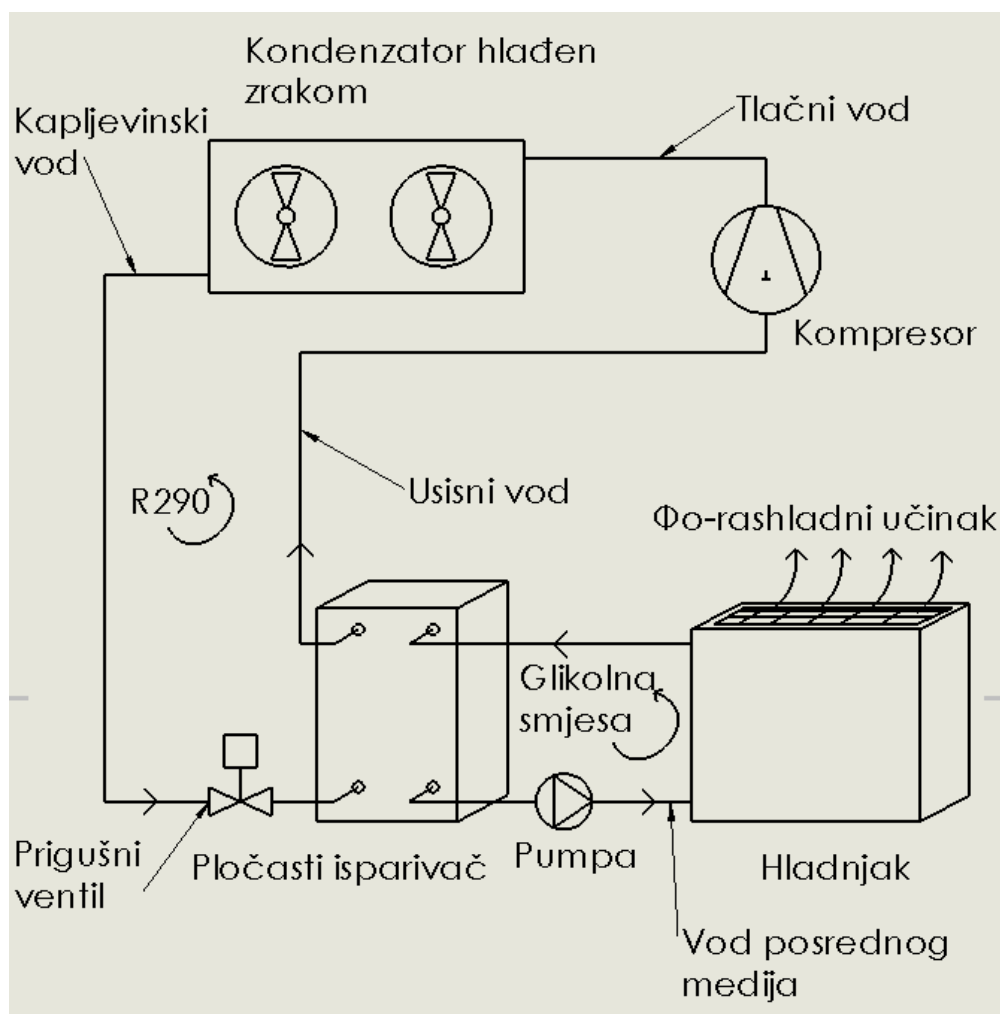 Kondenzator hlađen
zrakom
Kapljevinski
vod
Tlačni vod
Kompresor
Usisni vod
R290
Φo-rashladni učinak
Glikolna
smjesa
Prigušni
ventil
Pločasti isparivač
Pumpa
Hladnjak
Vod posrednog
medija